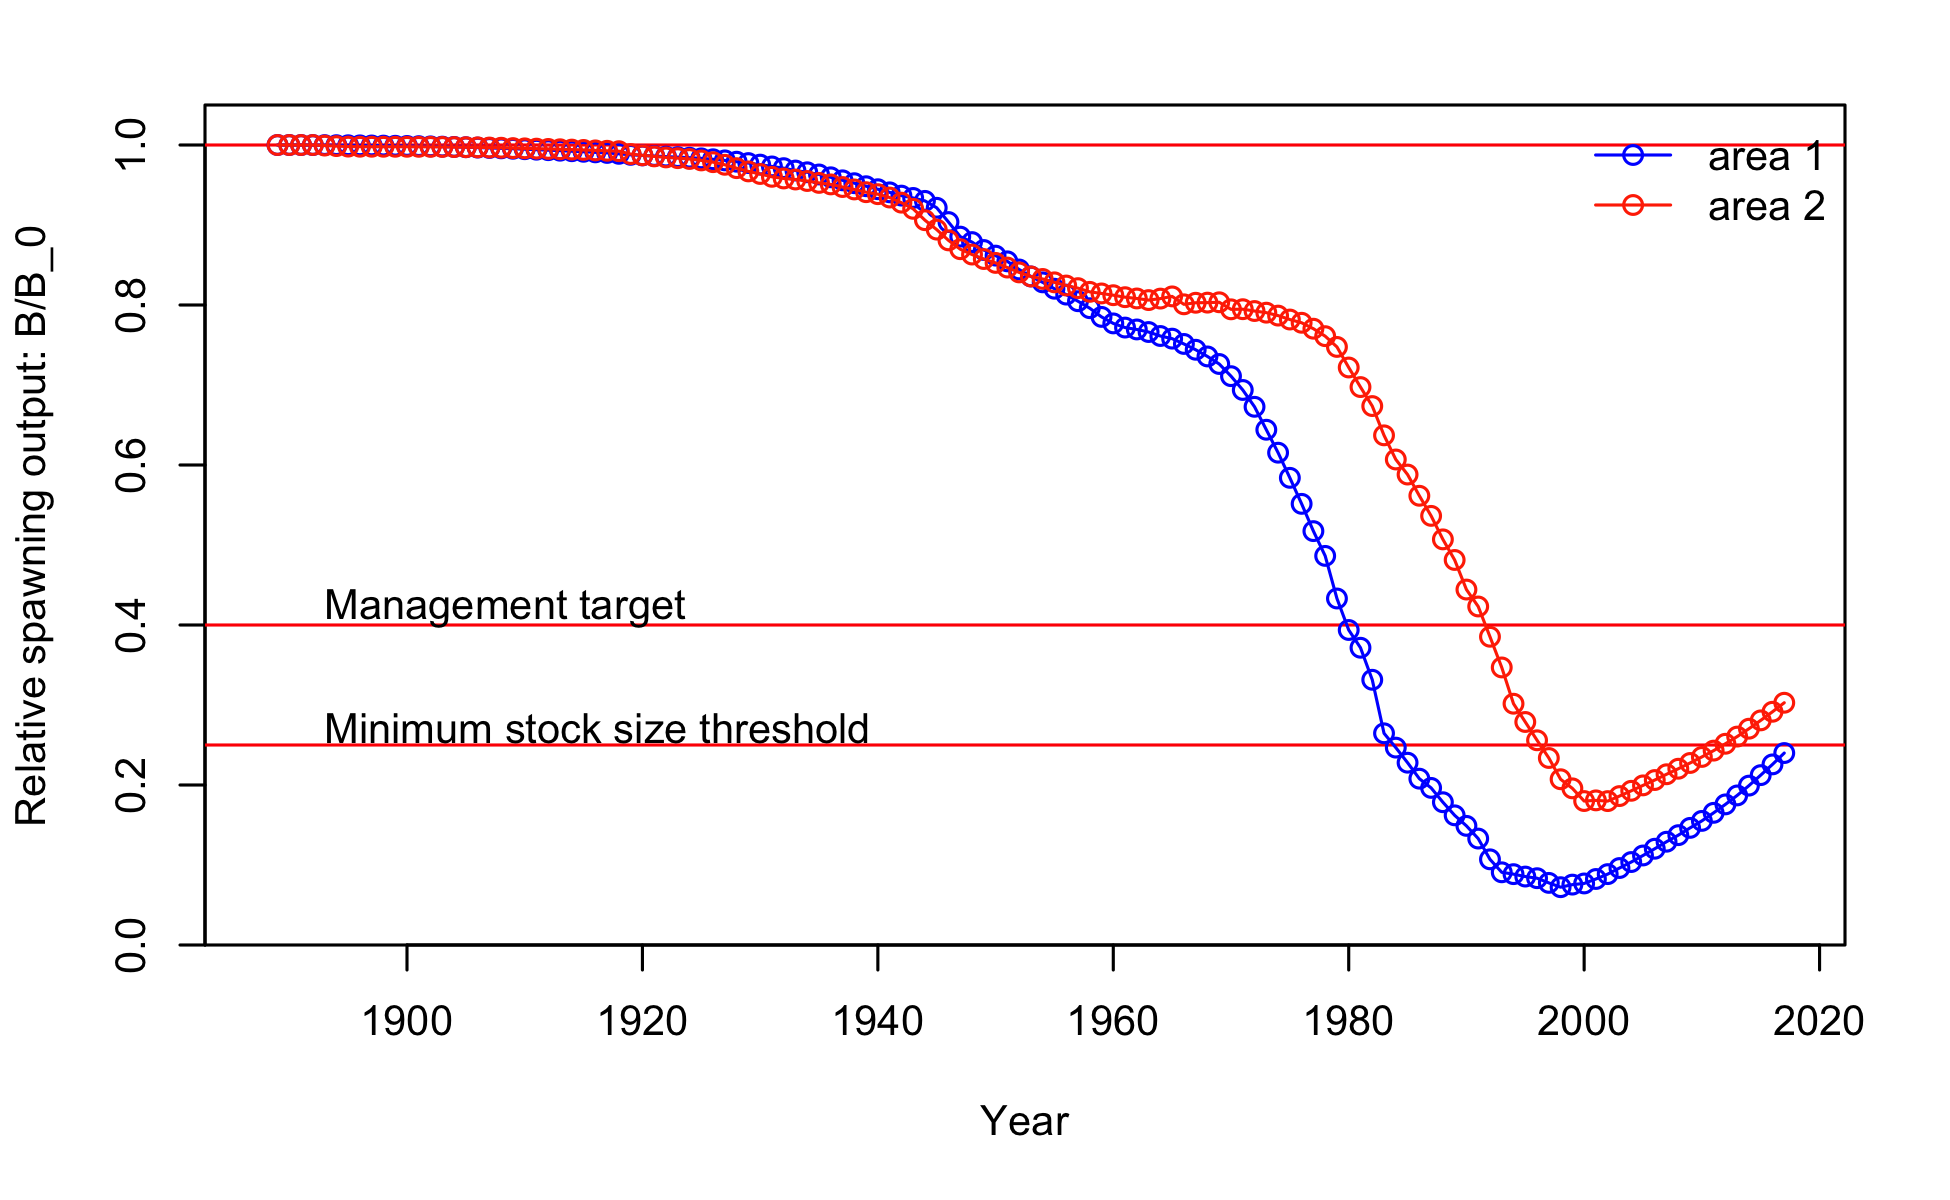 Relative spawning output: B/B_0
1.0
0.8
0.6
0.4
0.2
0.0
area 1
area 2
Management target
Minimum stock size threshold
1900 1920 1940 1960 1980 2000 2020
Year